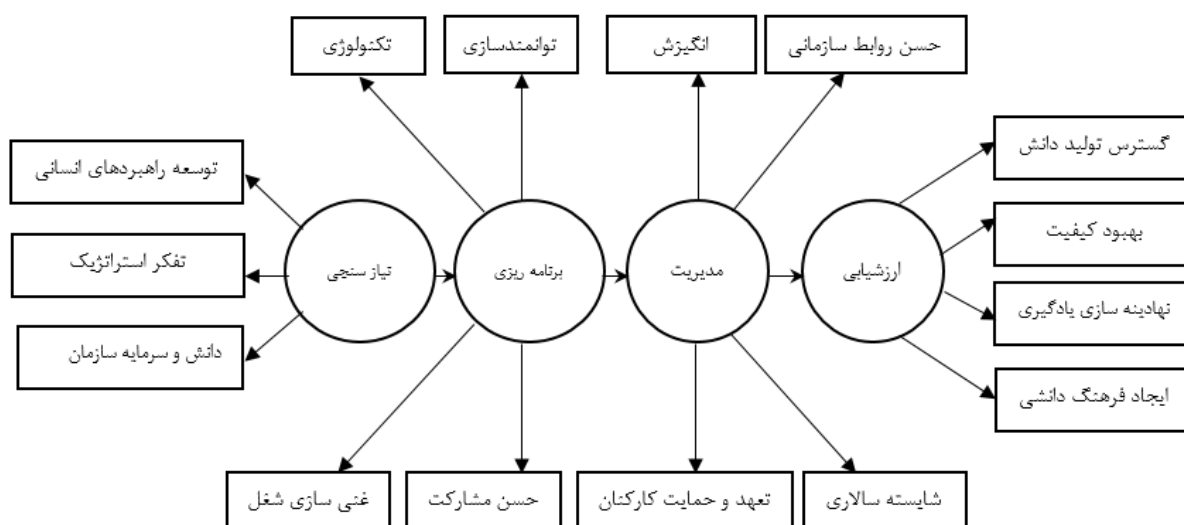 حسن روابط سازمانی
انگیزش
توانمندسازی
تکنولوژی
گسترس تولید دانش
بهبود کیفیت
نهادینه سازی یادگیری
ایجاد فرهنگ دانشی
توسعه راهبردهای انسانی
تفکر استراتژیک
دانش و سرمایه سازمان
نیاز سنجی
برنامه ریزی
مدیریت
ارزشیابی
شایسته سالاری
تعهد و حمایت کارکنان
حسن مشارکت
غنی سازی شغل